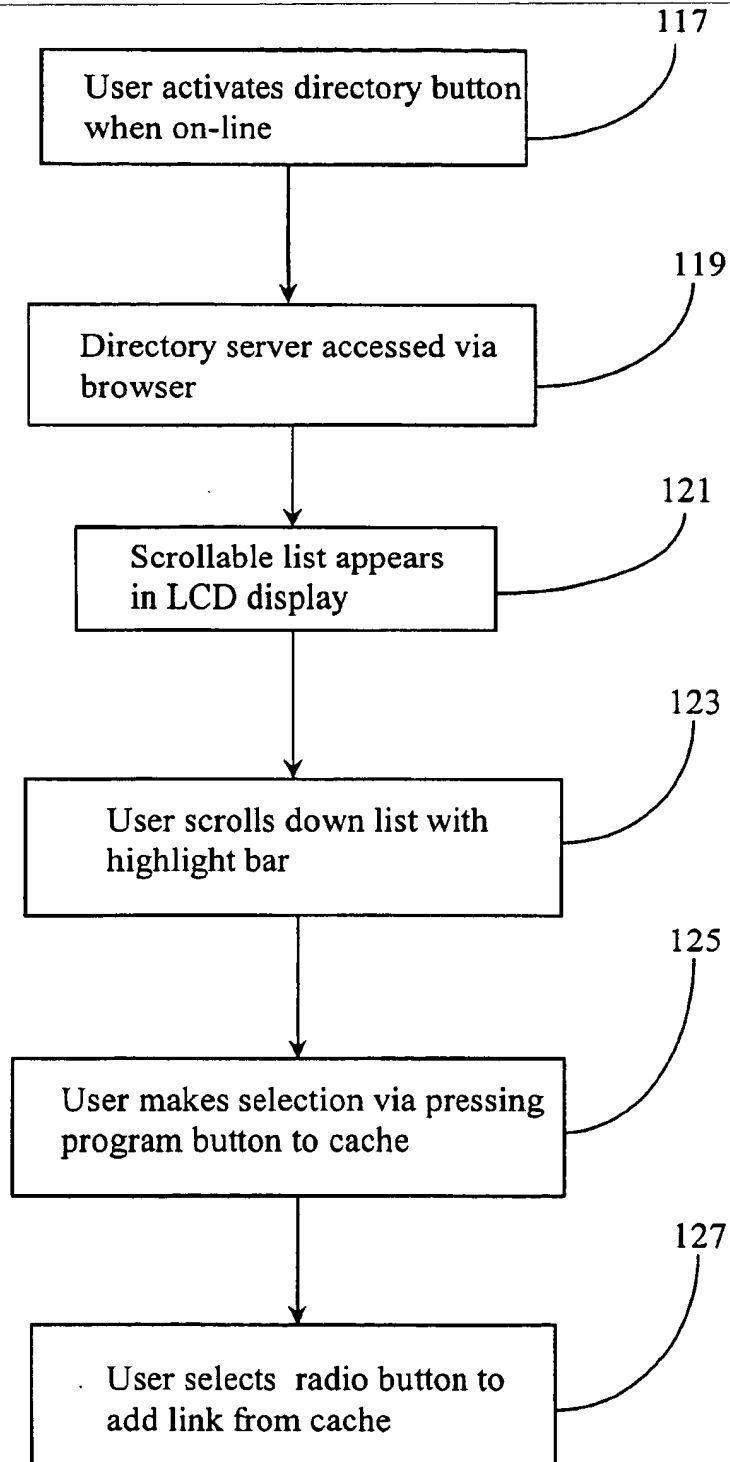 117
User activates directory button
when on-line
119
Directory server accessed via
browser
121
Scrollable list appears
in LCD display
123
User scrolls down list with
highlight bar
125
User makes selection via pressing
program button to cache
127
User selects radio button to
add link from cache